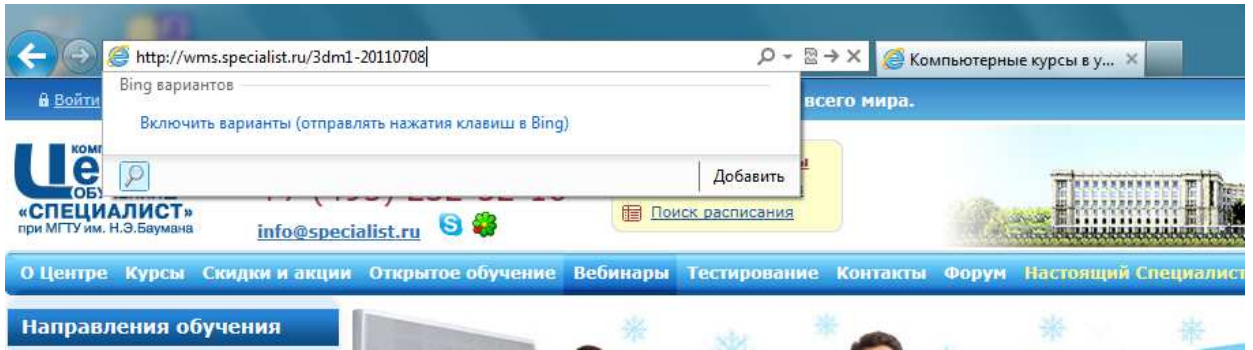 http://wms.specialist.ru/3dm1-20110708
Компьютерные курсы в у...
Bing вариантов
Войти
всего мира.
Включить варианты (отправлять нажатия клавиш в Bing)
Добавить
«СПЕЦИАЛИСТ»
при МГТУ им. Н.Э.Баумана
info@specialist.ru
Поиск расписания
О Центре Курсы Скидки и акции Открытое обучение Вебинары Тестирование Контакты Форум Настоящий Специалист
Направления обучения